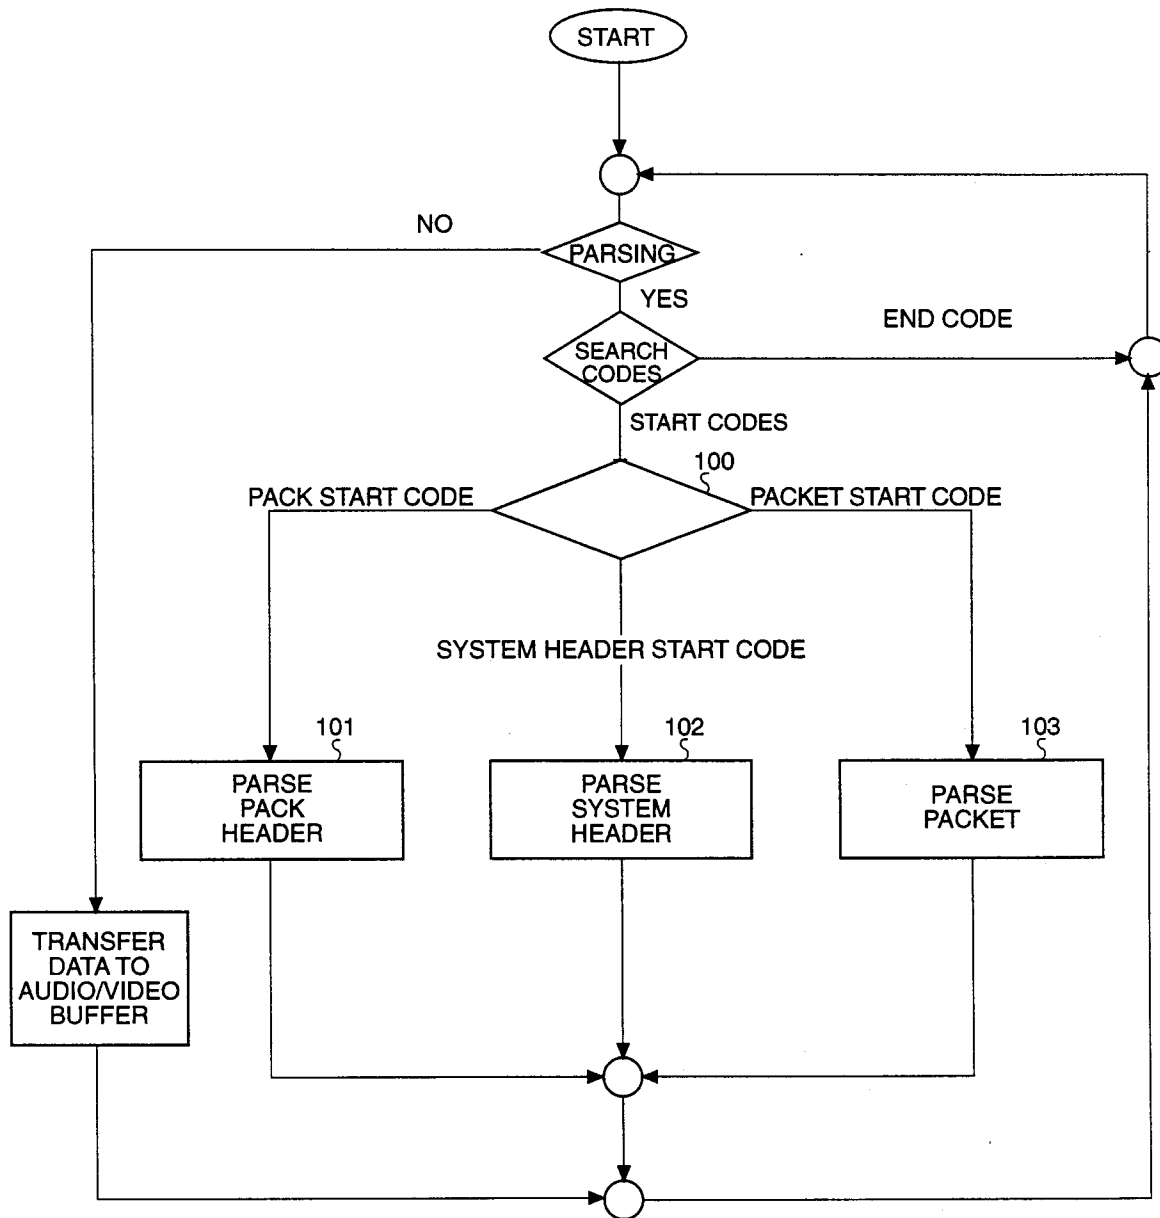 START
NO
PARSING
YES
END CODE
SEARCH
CODES
START CODES
100
PACK START CODE
PACKET START CODE
SYSTEM HEADER START CODE
101
102
103
PARSE
PACK
HEADER
PARSE
SYSTEM
HEADER
PARSE
PACKET
TRANSFER
DATA TO
AUDIO/VIDEO
BUFFER